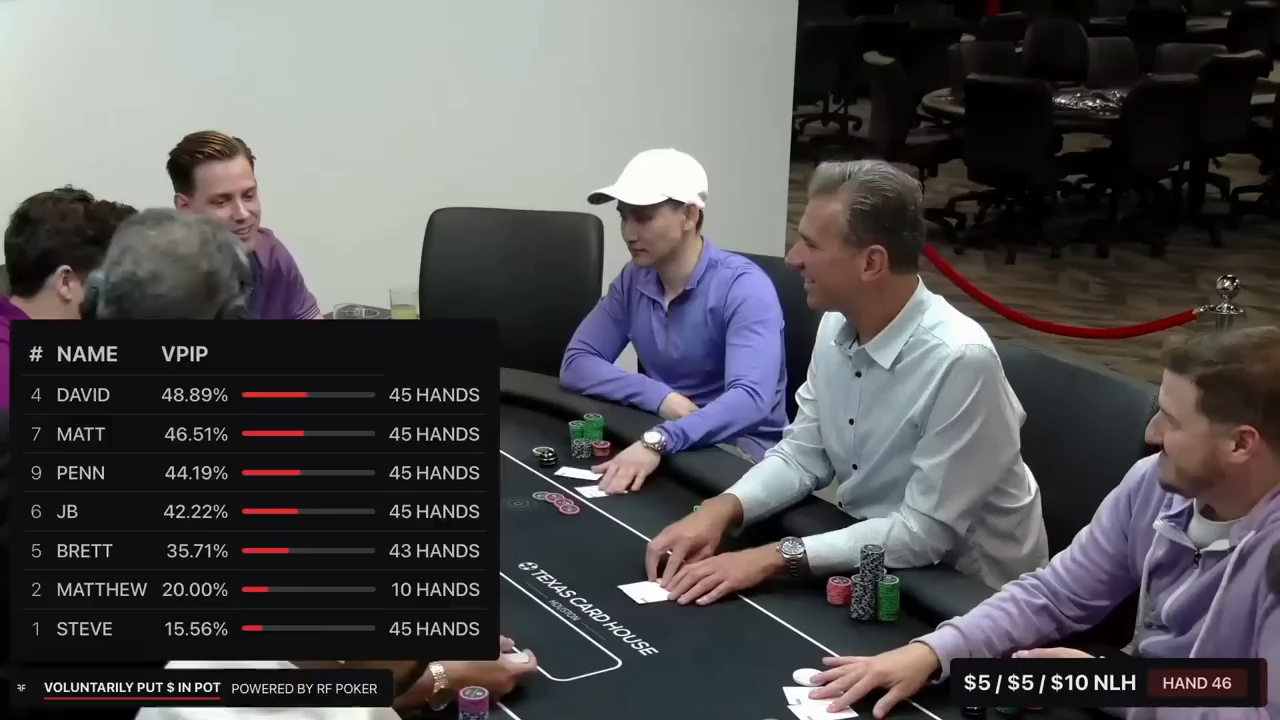 # NAME VPIP
4 DAVID 48.89% 45 HANDS
7 MATT 46.51% 45 HANDS
9 PENN 44.19% 45 HANDS
6 JB 42.22% 45 HANDS
5 BRETT 35.71% 43 HANDS
2 MATTHEW 20.00% 10 HANDS
1 STEVE 15.56% 45 HANDS
TEXAS CARD HOUSE
HOUSTON
RF VOLUNTARILY PUT $ IN POT POWERED BY RF POKER
$5 / $5 / $10 NLH HAND 46